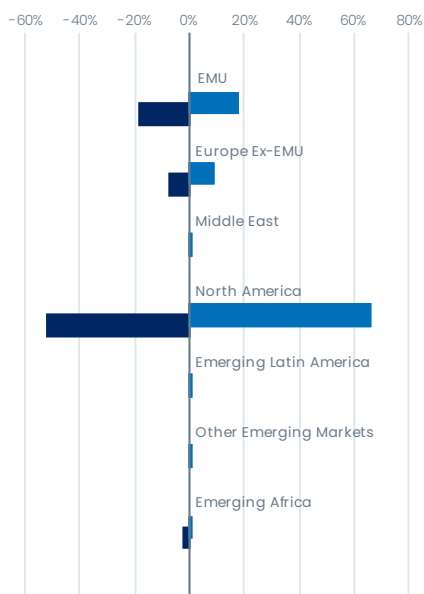 -60% -40% -20% 0% 20% 40% 60% 80%
EMU
Europe Ex-EMU
Middle East
North America
Emerging Latin America
Other Emerging Markets
Emerging Africa